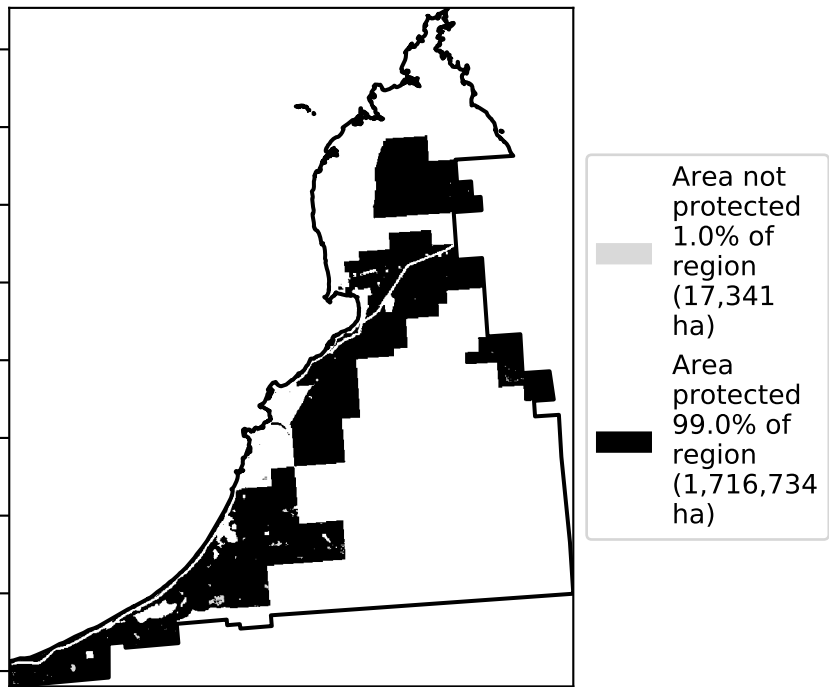 Area not
protected
1.0% of
region
(17,341
ha)
Area
protected
99.0% of
region
(1,716,734
ha)